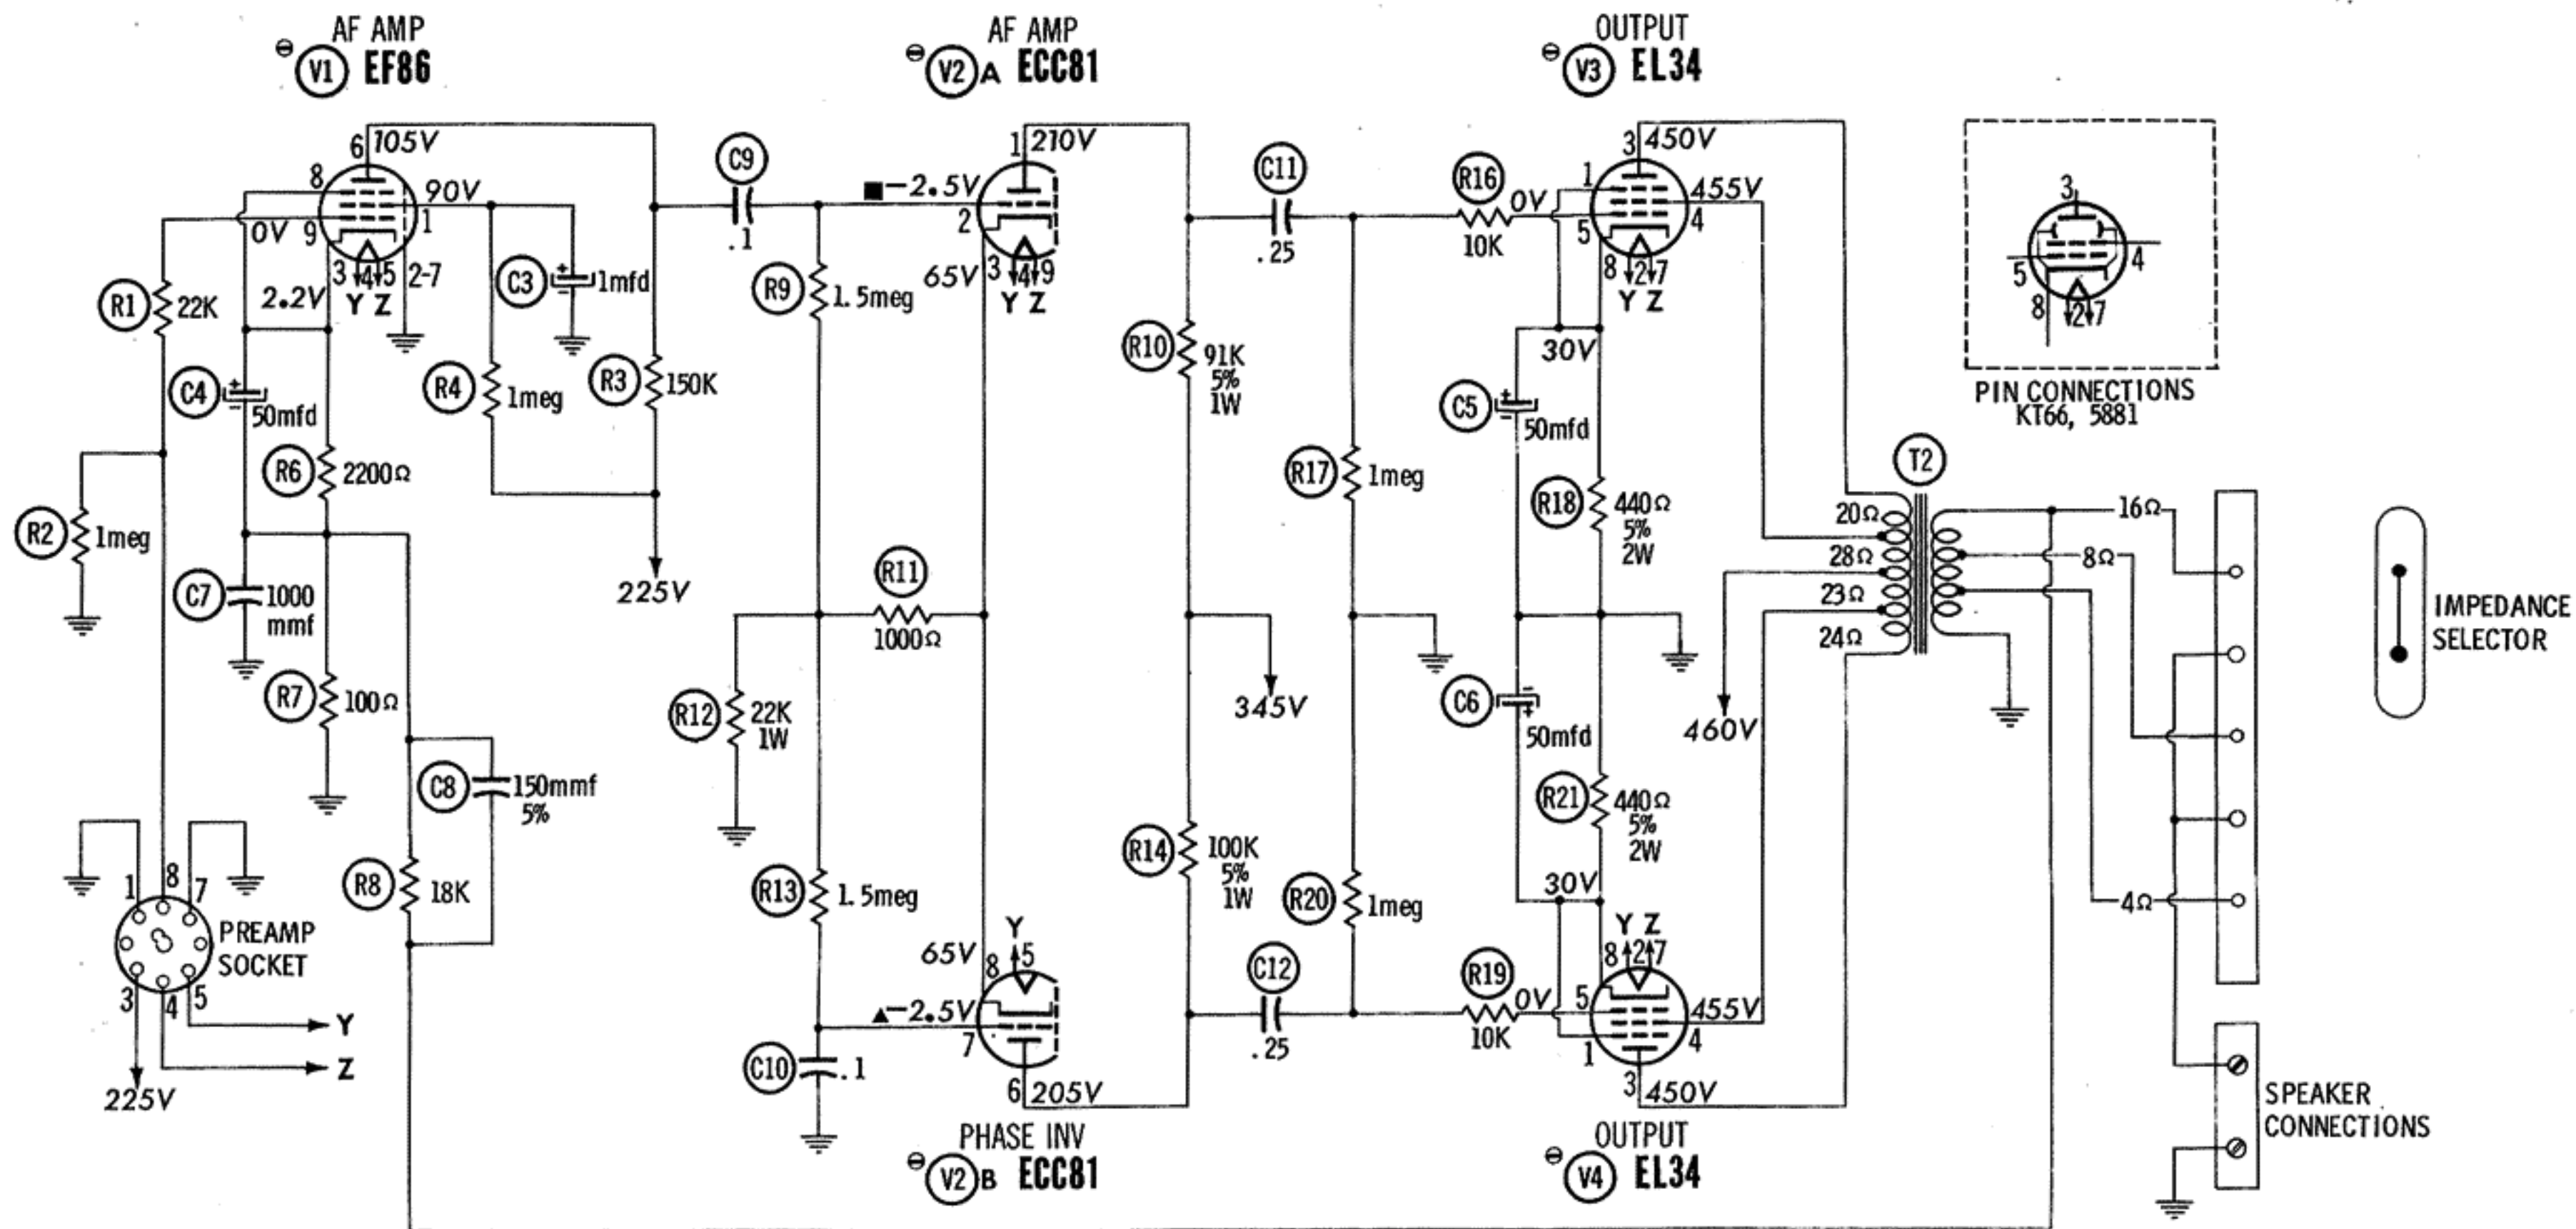 AF AMP
V1 EF86
AF AMP
V2 A ECC81
OUTPUT
V3 EL34
6 105V
8
90V
1
0V 9
3 4 5 2-7
Y Z
2.2V
R1 22K
C4 50mfd
R6 2200Ω
R2 1meg
C7 1000 mmf
R7 100Ω
R4 1meg
C3 1mfd
R3 150K
225V
C9 .1
■-2.5V
1 210V
2
65V 3 4 9
Y Z
R9 1.5meg
R11 1000Ω
R12 22K 1W
R13 1.5meg
C10 .1
65V 8 5
Y
▲-2.5V
7
6 205V
PHASE INV
V2 B ECC81
R10 91K 5% 1W
345V
R14 100K 5% 1W
C11 .25
R17 1meg
R20 1meg
C12 .25
R16 10K
0V
3 450V
1
5
455V
4
8 2 7
Y Z
30V
C5 50mfd
R18 440Ω 5% 2W
C6 50mfd
R21 440Ω 5% 2W
30V
Y Z
8 2 7
R19 10K
0V 5
455V
4
1
3 450V
OUTPUT
V4 EL34
C8 150mmf 5%
R8 18K
1 8 7
PREAMP
SOCKET
3 4 5
Y
Z
225V
T2
20Ω
28Ω
23Ω
24Ω
460V
16Ω
8Ω
4Ω
3
5 4
8 2 7
PIN CONNECTIONS
KT66, 5881
IMPEDANCE
SELECTOR
SPEAKER
CONNECTIONS